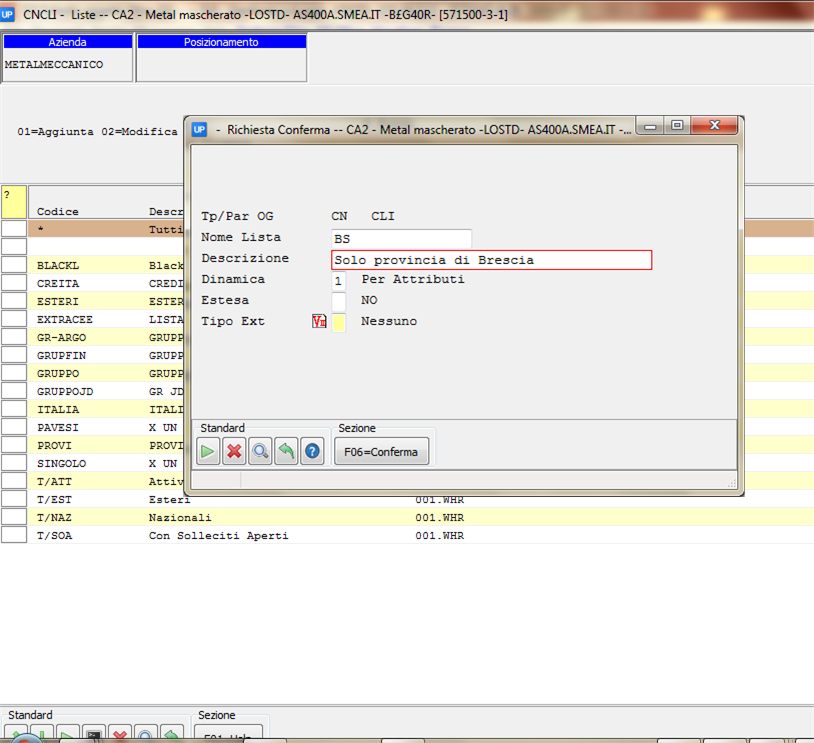 UP CNCLI - Liste -- CA2 - Metal mascherato -LOSTD- AS400A.SMEA.IT -B£G40R- [571500-3-1]
Azienda Posizionamento
METALMECCANICO
01=Aggiunta 02=Modifica
UP - Richiesta Conferma -- CA2 - Metal mascherato -LOSTD- AS400A.SMEA.IT -...
Tp/Par OG CN CLI
Nome Lista BS
Descrizione Solo provincia di Brescia
Dinamica 1 Per Attributi
Estesa NO
Tipo Ext Nessuno
Standard Sezione
F06=Conferma
?
Codice Descr
* Tutti
BLACKL Black
CREITA CREDI
ESTERI ESTER
EXTRACEE LISTA
GR-ARGO GRUPP
GRUPFIN GRUPP
GRUPPO GRUPP
GRUPPOJD GR JD
ITALIA ITALI
PAVESI X UN
PROVI PROVI
SINGOLO X UN
T/ATT Attiv
T/EST Esteri 001.WHR
T/NAZ Nazionali 001.WHR
T/SOA Con Solleciti Aperti 001.WHR
Standard Sezione